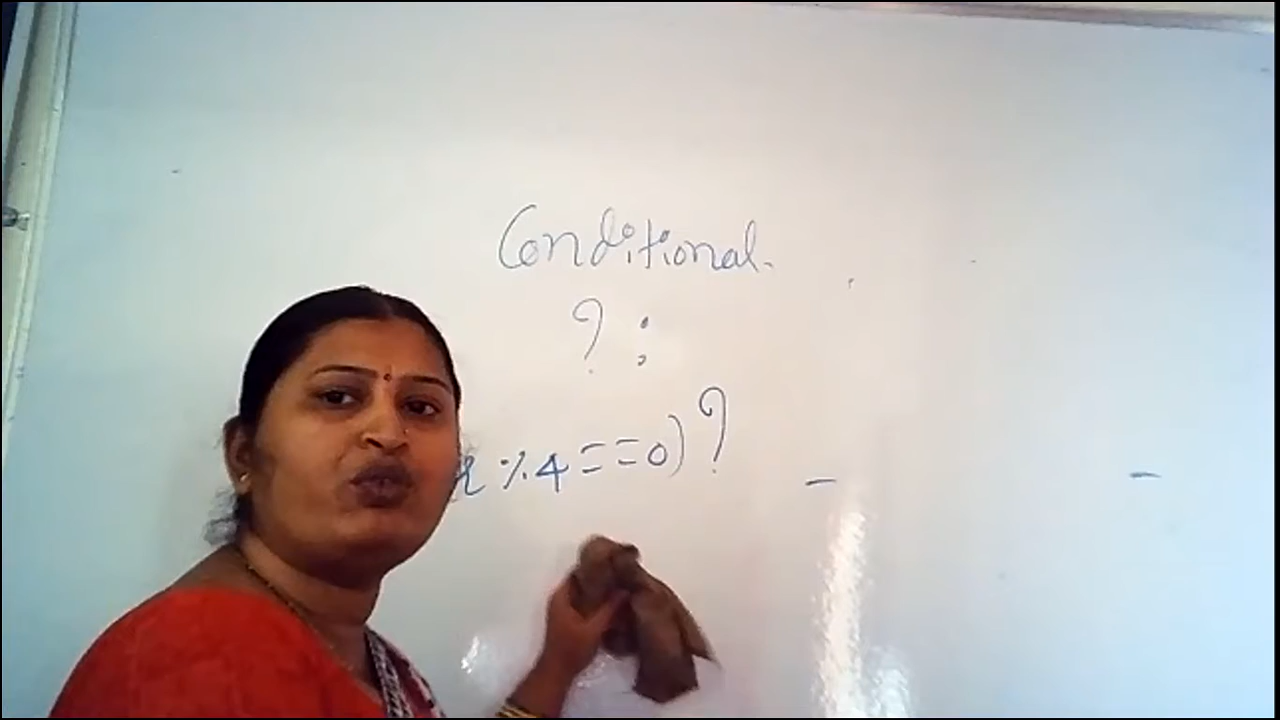 Conditional.
? :
r %4 == 0) ?